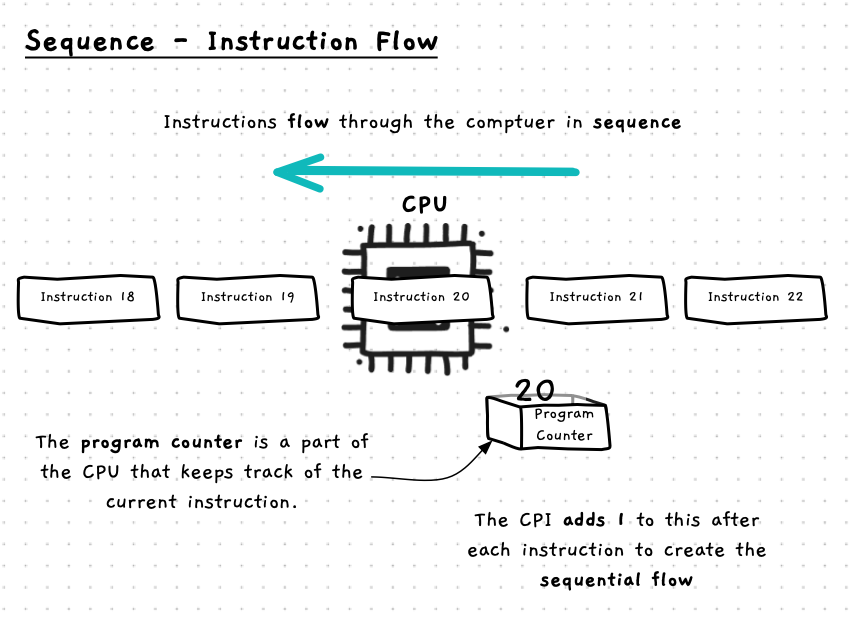 Sequence - Instruction Flow
Instructions flow through the comptuer in sequence
CPU
Instruction 18
Instruction 19
Instruction 20
Instruction 21
Instruction 22
20
Program
Counter
The program counter is a part of
the CPU that keeps track of the
current instruction.
The CPI adds 1 to this after
each instruction to create the
sequential flow